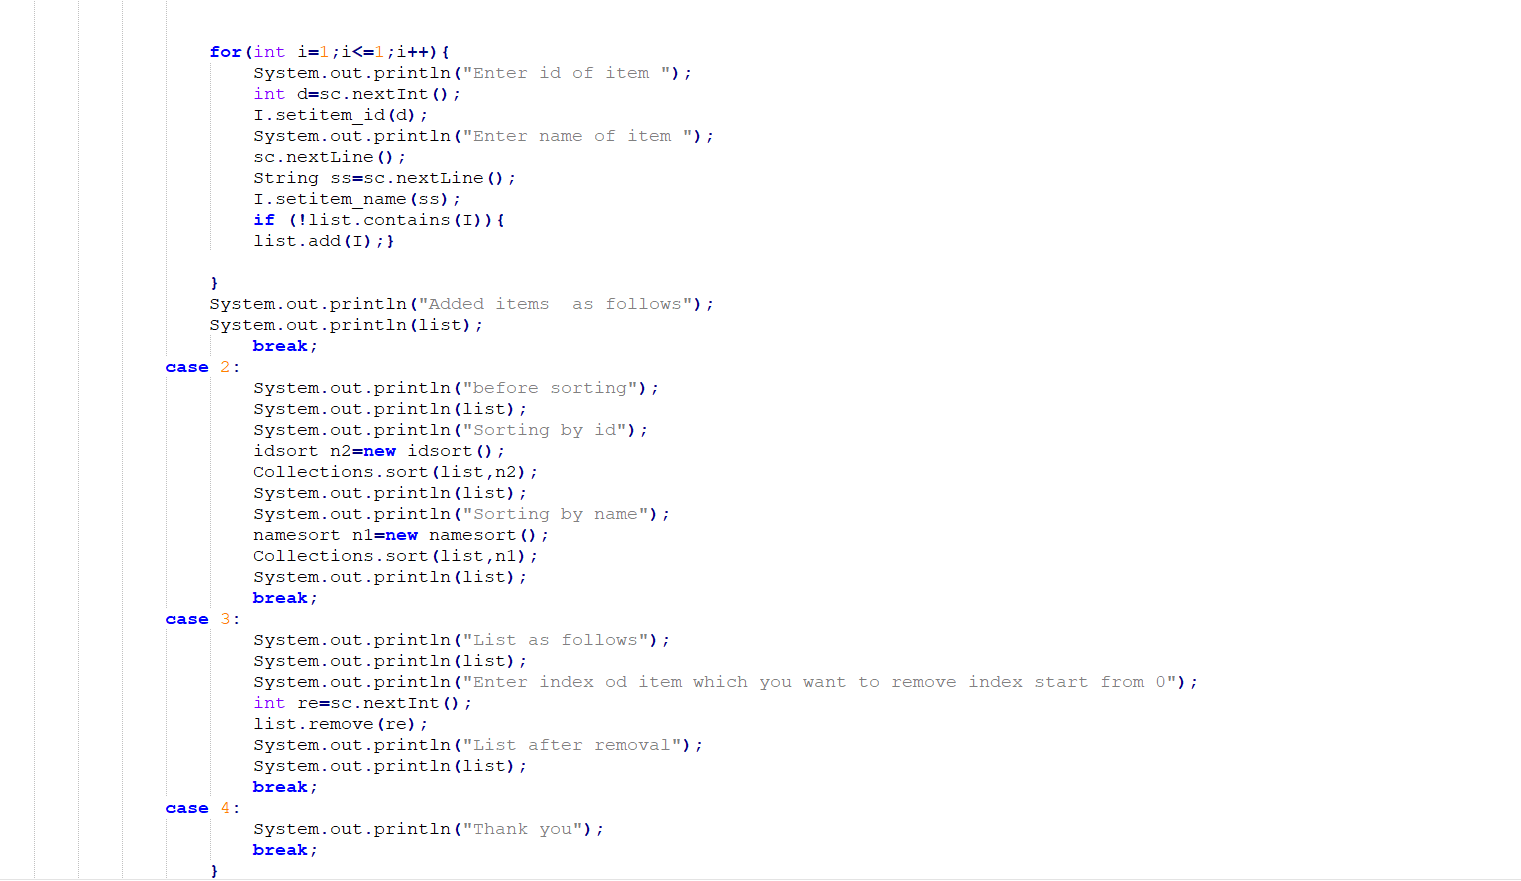 for(int i=1;i<=1;i++){
System.out.println("Enter id of item ");
int d=sc.nextInt();
I.setitem_id(d);
System.out.println("Enter name of item ");
sc.nextLine();
String ss=sc.nextLine();
I.setitem_name(ss);
if (!list.contains(I)){
list.add(I);}
}
System.out.println("Added items  as follows");
System.out.println(list);
break;
case 2:
System.out.println("before sorting");
System.out.println(list);
System.out.println("Sorting by id");
idsort n2=new idsort();
Collections.sort(list,n2);
System.out.println(list);
System.out.println("Sorting by name");
namesort n1=new namesort();
Collections.sort(list,n1);
System.out.println(list);
break;
case 3:
System.out.println("List as follows");
System.out.println(list);
System.out.println("Enter index od item which you want to remove index start from 0");
int re=sc.nextInt();
list.remove(re);
System.out.println("List after removal");
System.out.println(list);
break;
case 4:
System.out.println("Thank you");
break;
}